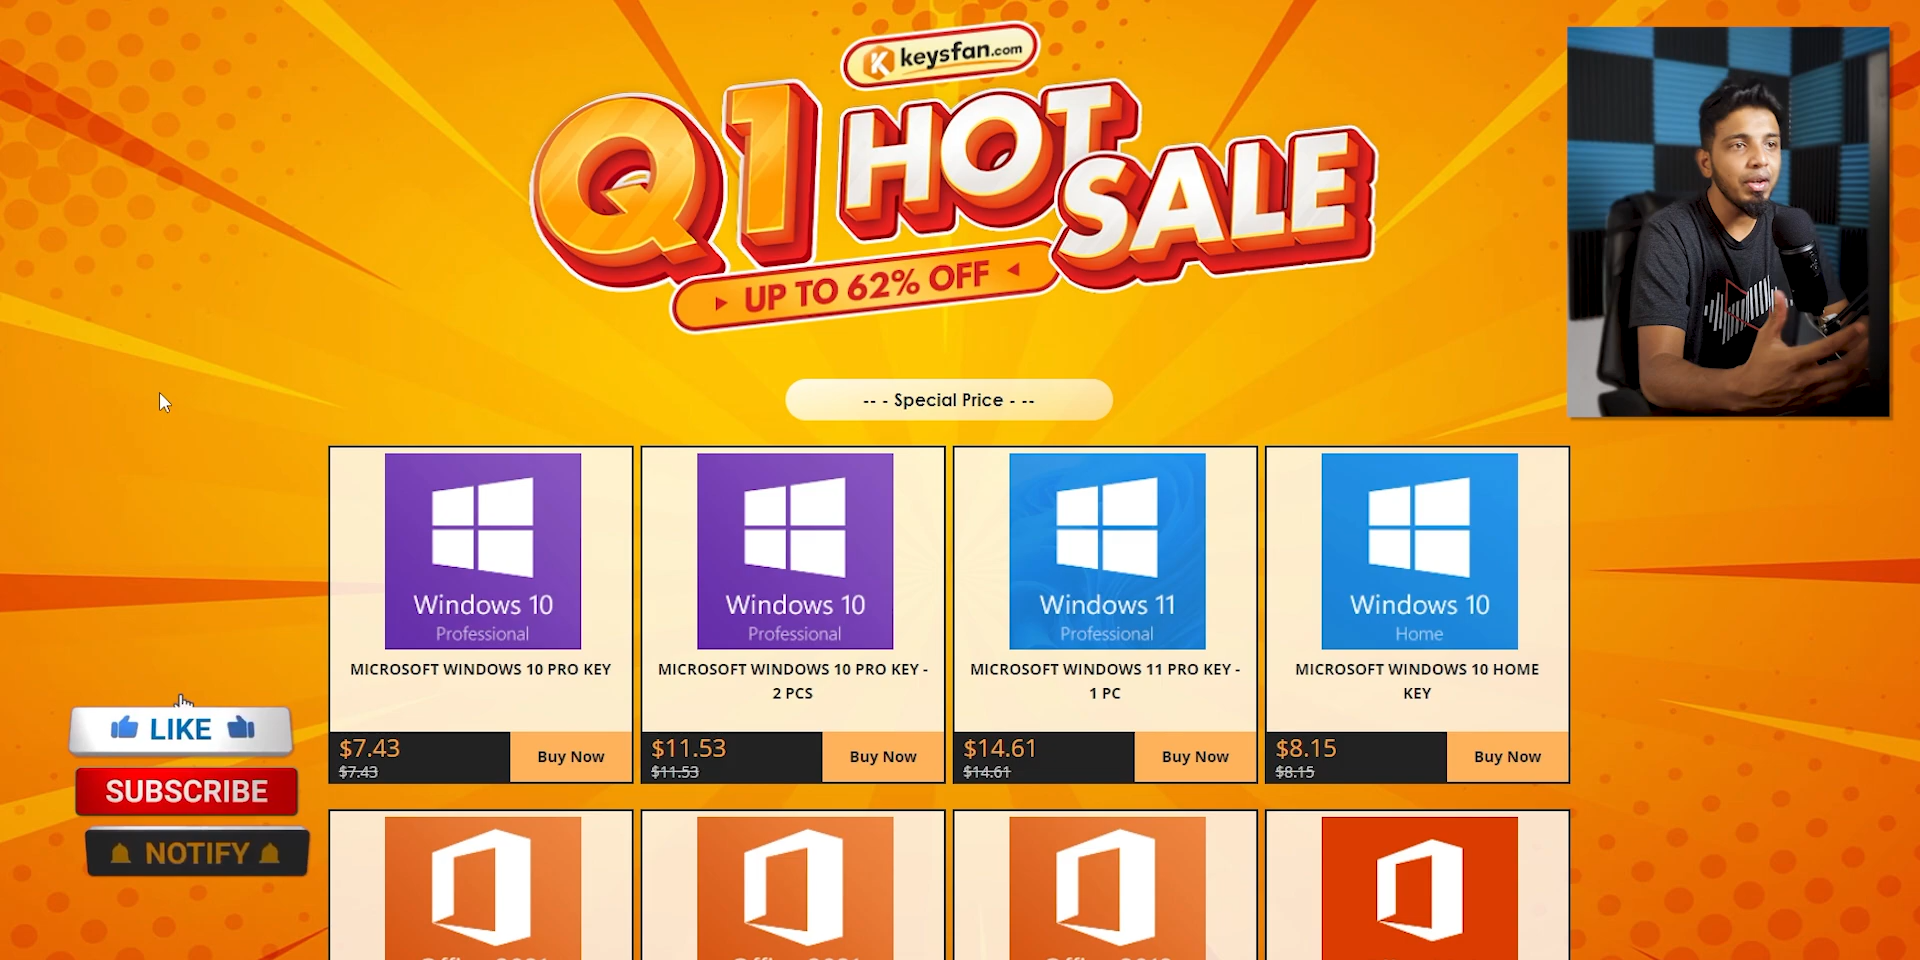 keysfan.com
Q1 HOT SALE
UP TO 62% OFF
-- - Special Price - --
Windows 10
Professional
MICROSOFT WINDOWS 10 PRO KEY
$7.43
$7.43
Buy Now
Windows 10
Professional
MICROSOFT WINDOWS 10 PRO KEY -
2 PCS
$11.53
$11.53
Buy Now
Windows 11
Professional
MICROSOFT WINDOWS 11 PRO KEY -
1 PC
$14.61
$14.61
Buy Now
Windows 10
Home
MICROSOFT WINDOWS 10 HOME
KEY
$8.15
$8.15
Buy Now
LIKE
SUBSCRIBE
NOTIFY